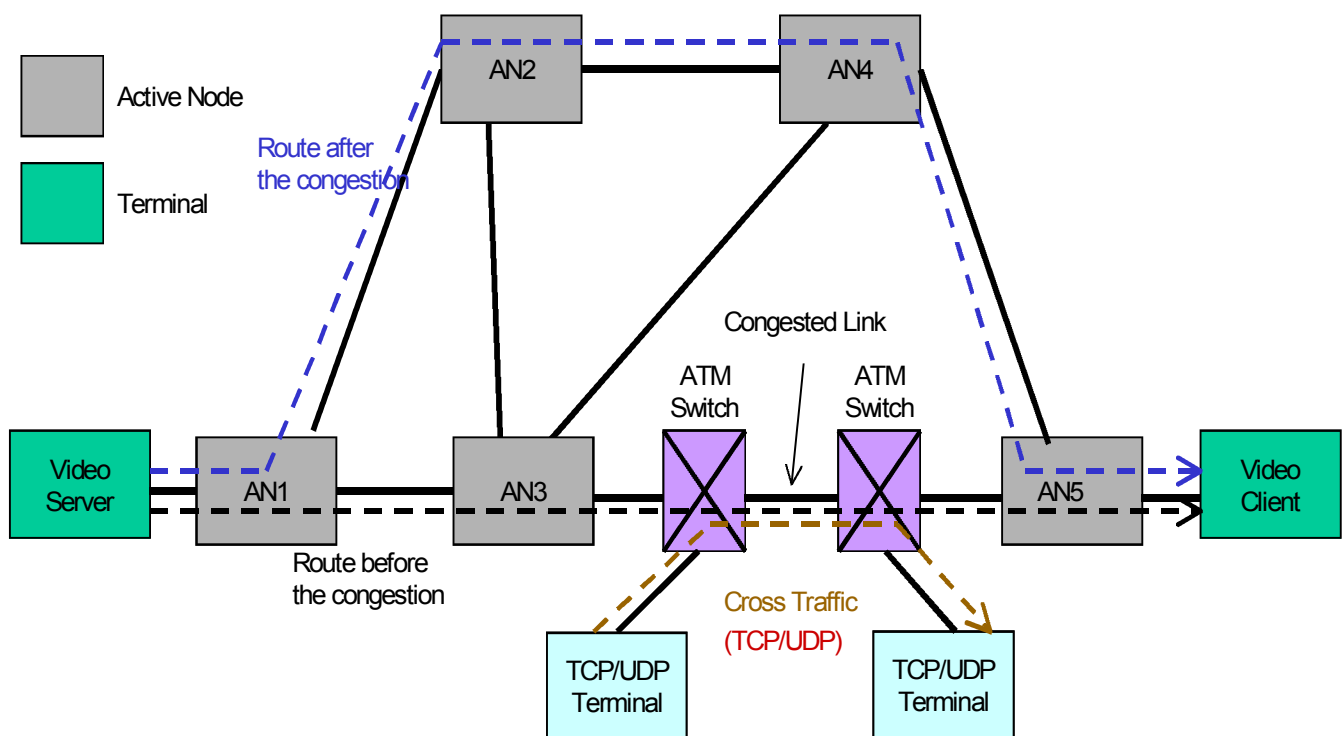 AN2
AN4
Active Node
Route after
the congestion
Terminal
Congested Link
ATM
Switch
ATM
Switch
Video
Server
AN1
AN3
AN5
Video
Client
Route before
the congestion
Cross Traffic
(TCP/UDP)
TCP/UDP
Terminal
TCP/UDP
Terminal